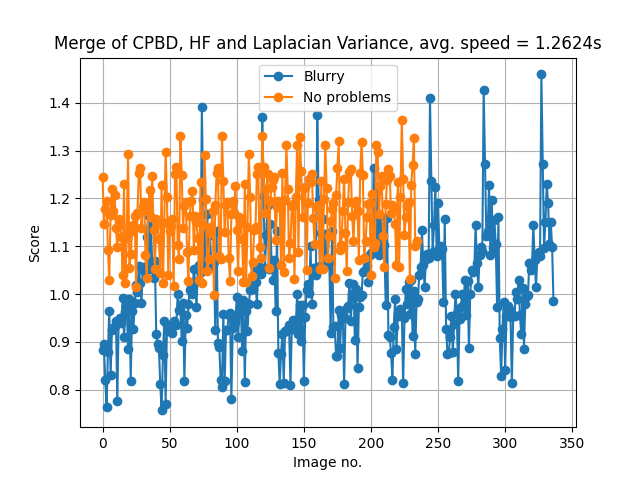 Merge of CPBD, HF and Laplacian Variance, avg. speed = 1.2624s
Blurry
No problems
Score
1.4
1.3
1.2
1.1
1.0
0.9
0.8
0 50 100 150 200 250 300 350
Image no.